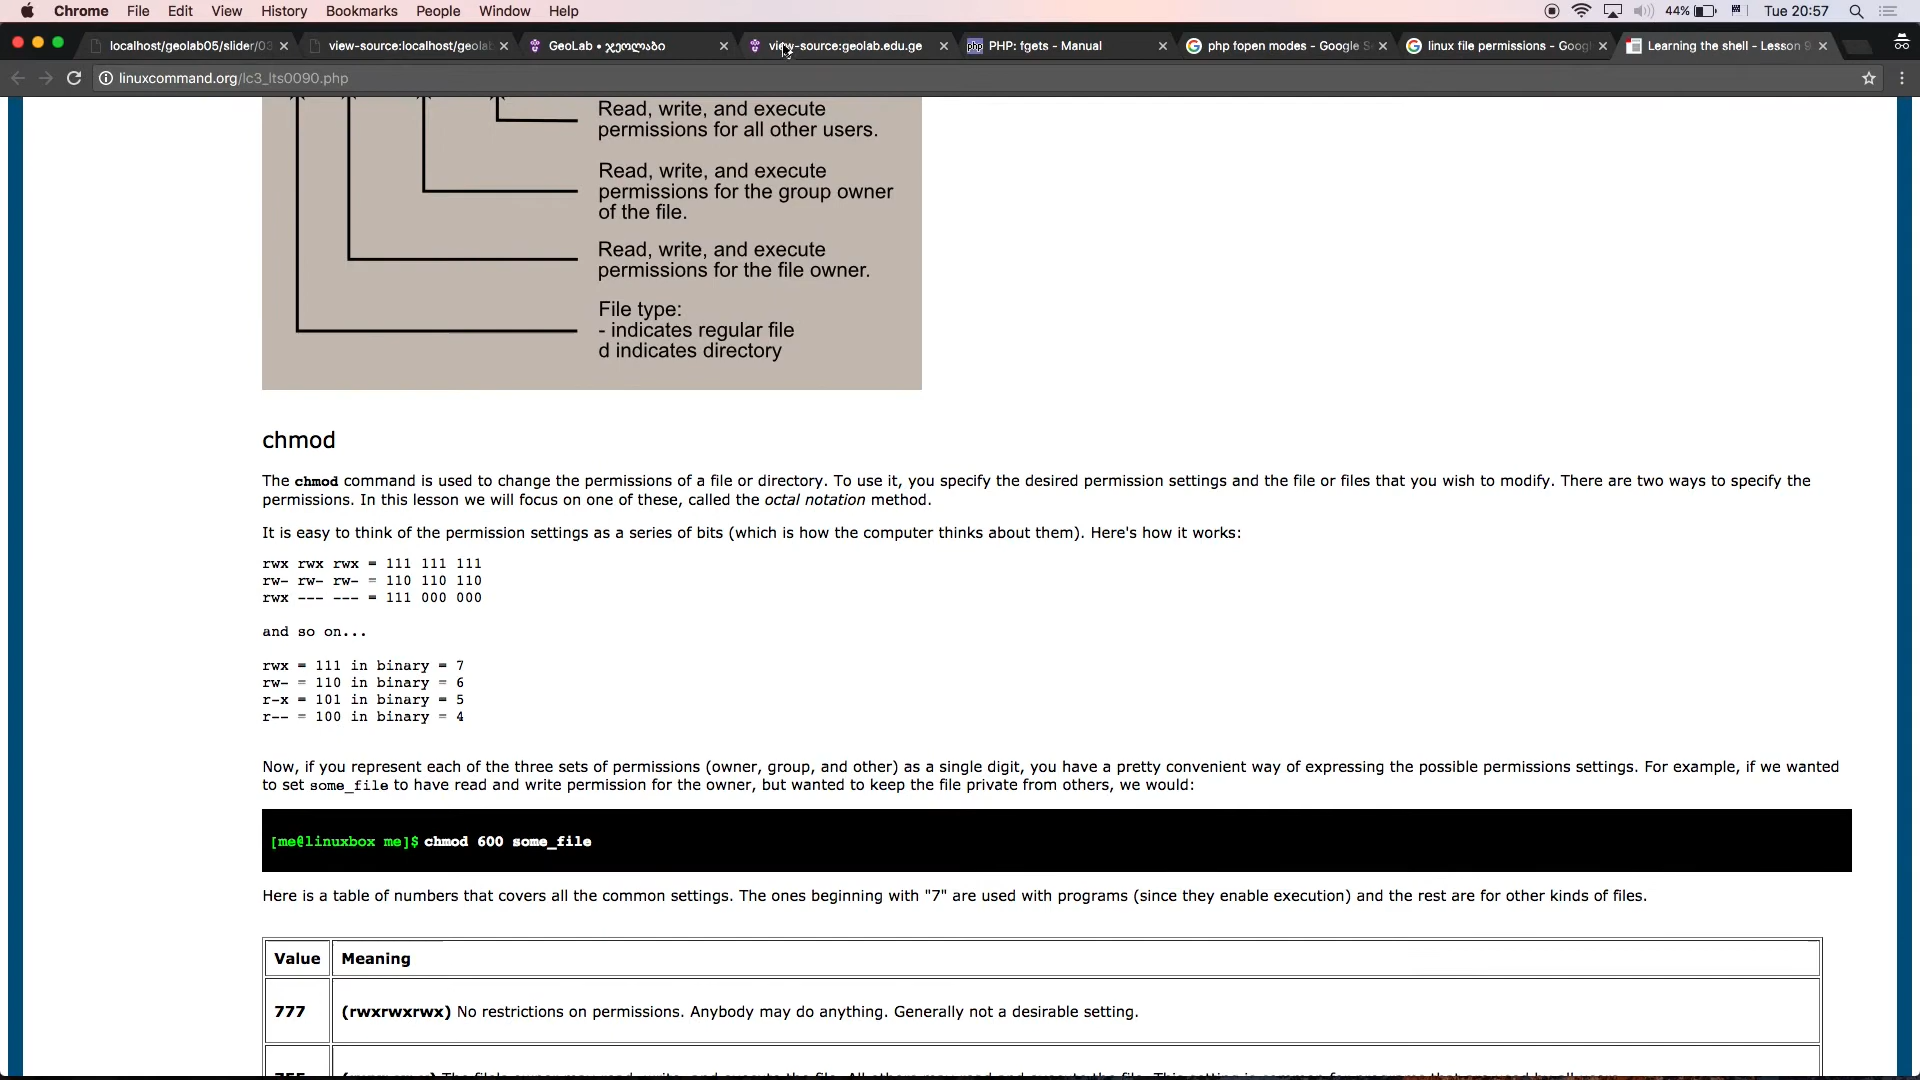 Chrome File Edit View History Bookmarks People Window Help 44% Tue 20:57
localhost/geolab05/slider/03 view-source:localhost/geolab GeoLab • ჯეოლაბი view-source:geolab.edu.ge php PHP: fgets - Manual php fopen modes - Google S linux file permissions - Googl Learning the shell - Lesson 9
linuxcommand.org/lc3_lts0090.php
Read, write, and execute
permissions for all other users.
Read, write, and execute
permissions for the group owner
of the file.
Read, write, and execute
permissions for the file owner.
File type:
- indicates regular file
d indicates directory
chmod
The chmod command is used to change the permissions of a file or directory. To use it, you specify the desired permission settings and the file or files that you wish to modify. There are two ways to specify the
permissions. In this lesson we will focus on one of these, called the octal notation method.
It is easy to think of the permission settings as a series of bits (which is how the computer thinks about them). Here's how it works:
rwx rwx rwx = 111 111 111
rw- rw- rw- = 110 110 110
rwx --- --- = 111 000 000
and so on...
rwx = 111 in binary = 7
rw- = 110 in binary = 6
r-x = 101 in binary = 5
r-- = 100 in binary = 4
Now, if you represent each of the three sets of permissions (owner, group, and other) as a single digit, you have a pretty convenient way of expressing the possible permissions settings. For example, if we wanted
to set some_file to have read and write permission for the owner, but wanted to keep the file private from others, we would:
[me@linuxbox me]$ chmod 600 some_file
Here is a table of numbers that covers all the common settings. The ones beginning with "7" are used with programs (since they enable execution) and the rest are for other kinds of files.
Value Meaning
777 (rwxrwxrwx) No restrictions on permissions. Anybody may do anything. Generally not a desirable setting.